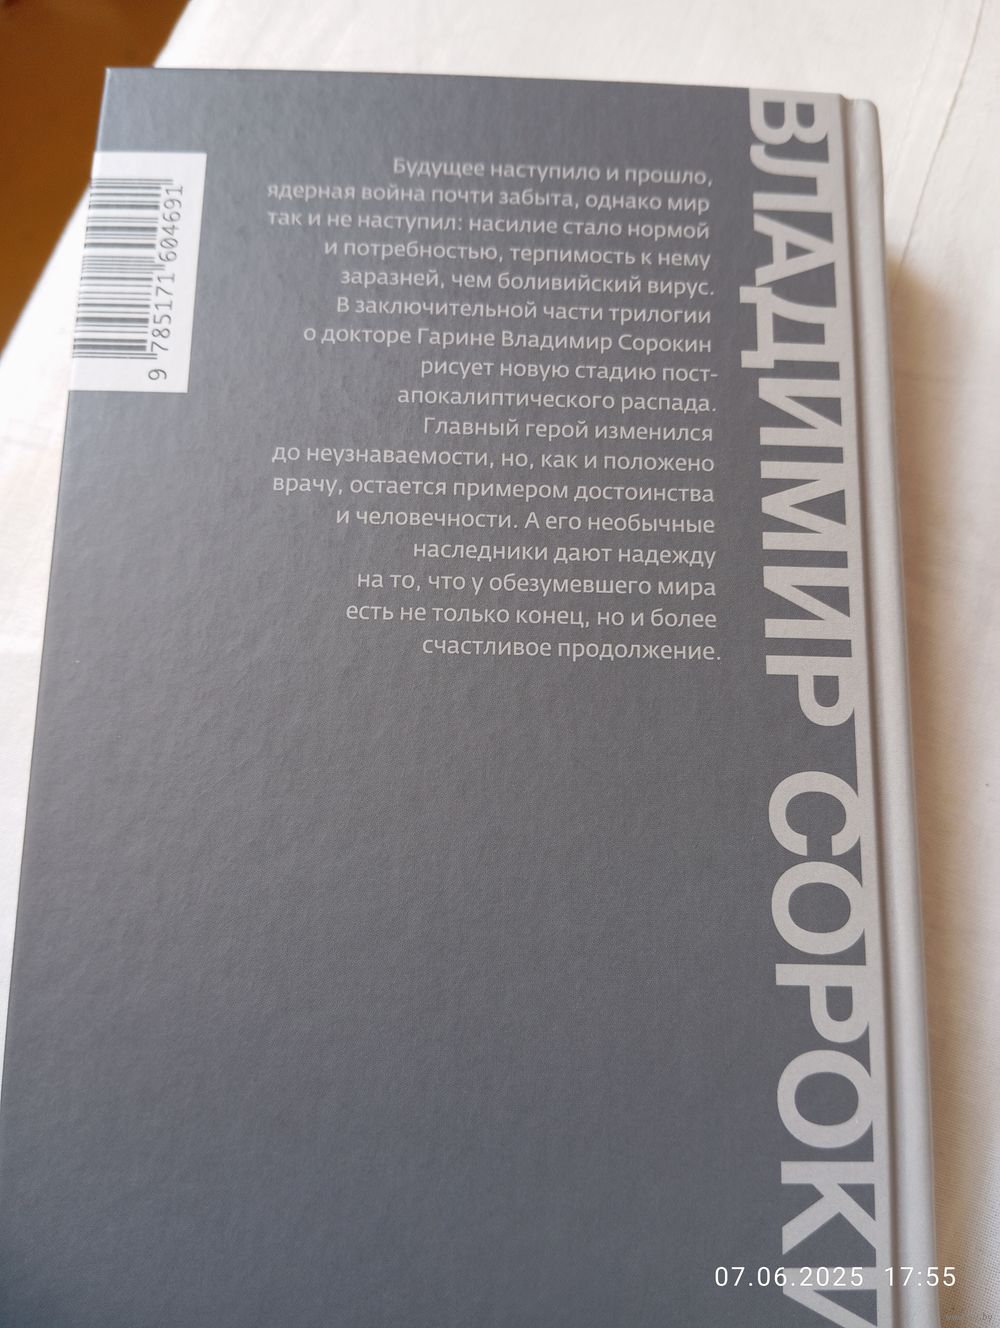 Будущее наступило и прошло,
ядерная война почти забыта, однако мир
так и не наступил: насилие стало нормой
и потребностью, терпимость к нему
заразней, чем боливийский вирус.
В заключительной части трилогии
о докторе Гарине Владимир Сорокин
рисует новую стадию пост-
апокалиптического распада.
Главный герой изменился
до неузнаваемости, но, как и положено
врачу, остается примером достоинства
и человечности. А его необычные
наследники дают надежду
на то, что у обезумевшего мира
есть не только конец, но и более
счастливое продолжение.
9 785171 604691
ВЛАДИМИР СОРОКИ
07.06.2025 17:55